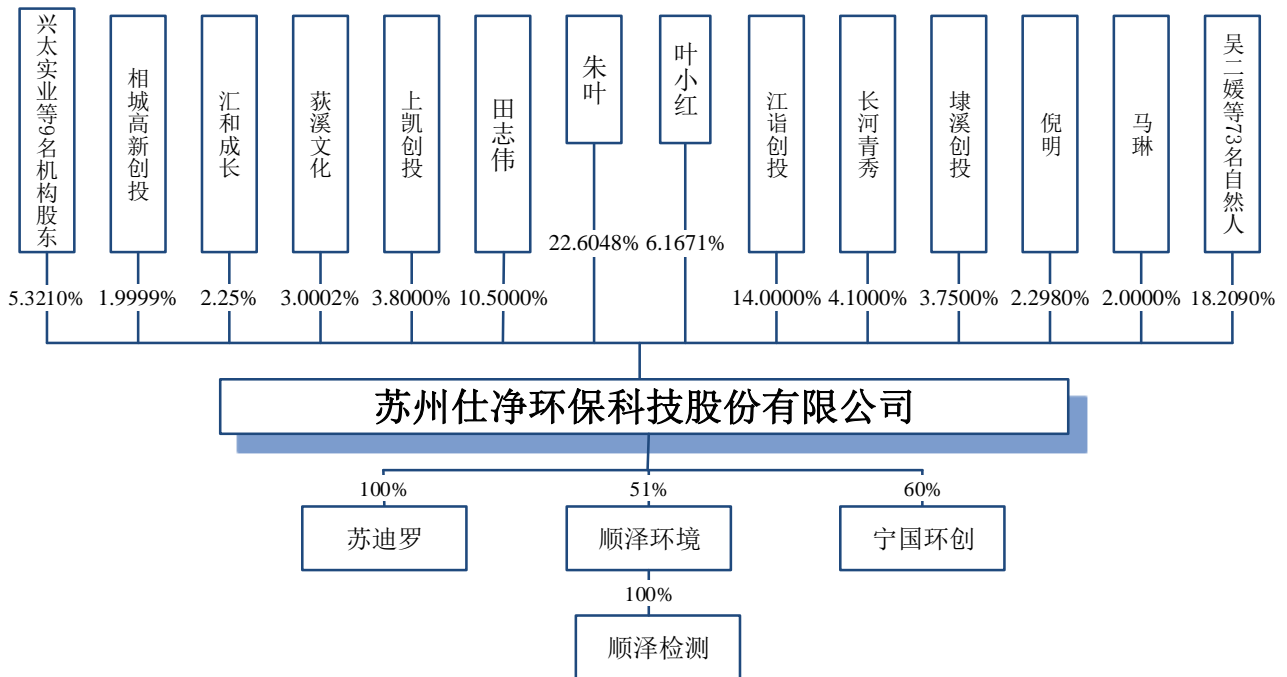 兴太实业等9名机构股东
相城高新创投
汇和成长
荻溪文化
上凯创投
田志伟
朱叶
叶小红
江诣创投
长河青秀
埭溪创投
倪明
马琳
吴二媛等73名自然人
22.6048%
6.1671%
5.3210%
1.9999%
2.25%
3.0002%
3.8000%
10.5000%
14.0000%
4.1000%
3.7500%
2.2980%
2.0000%
18.2090%
苏州仕净环保科技股份有限公司
100%
51%
60%
苏迪罗
顺泽环境
宁国环创
100%
顺泽检测